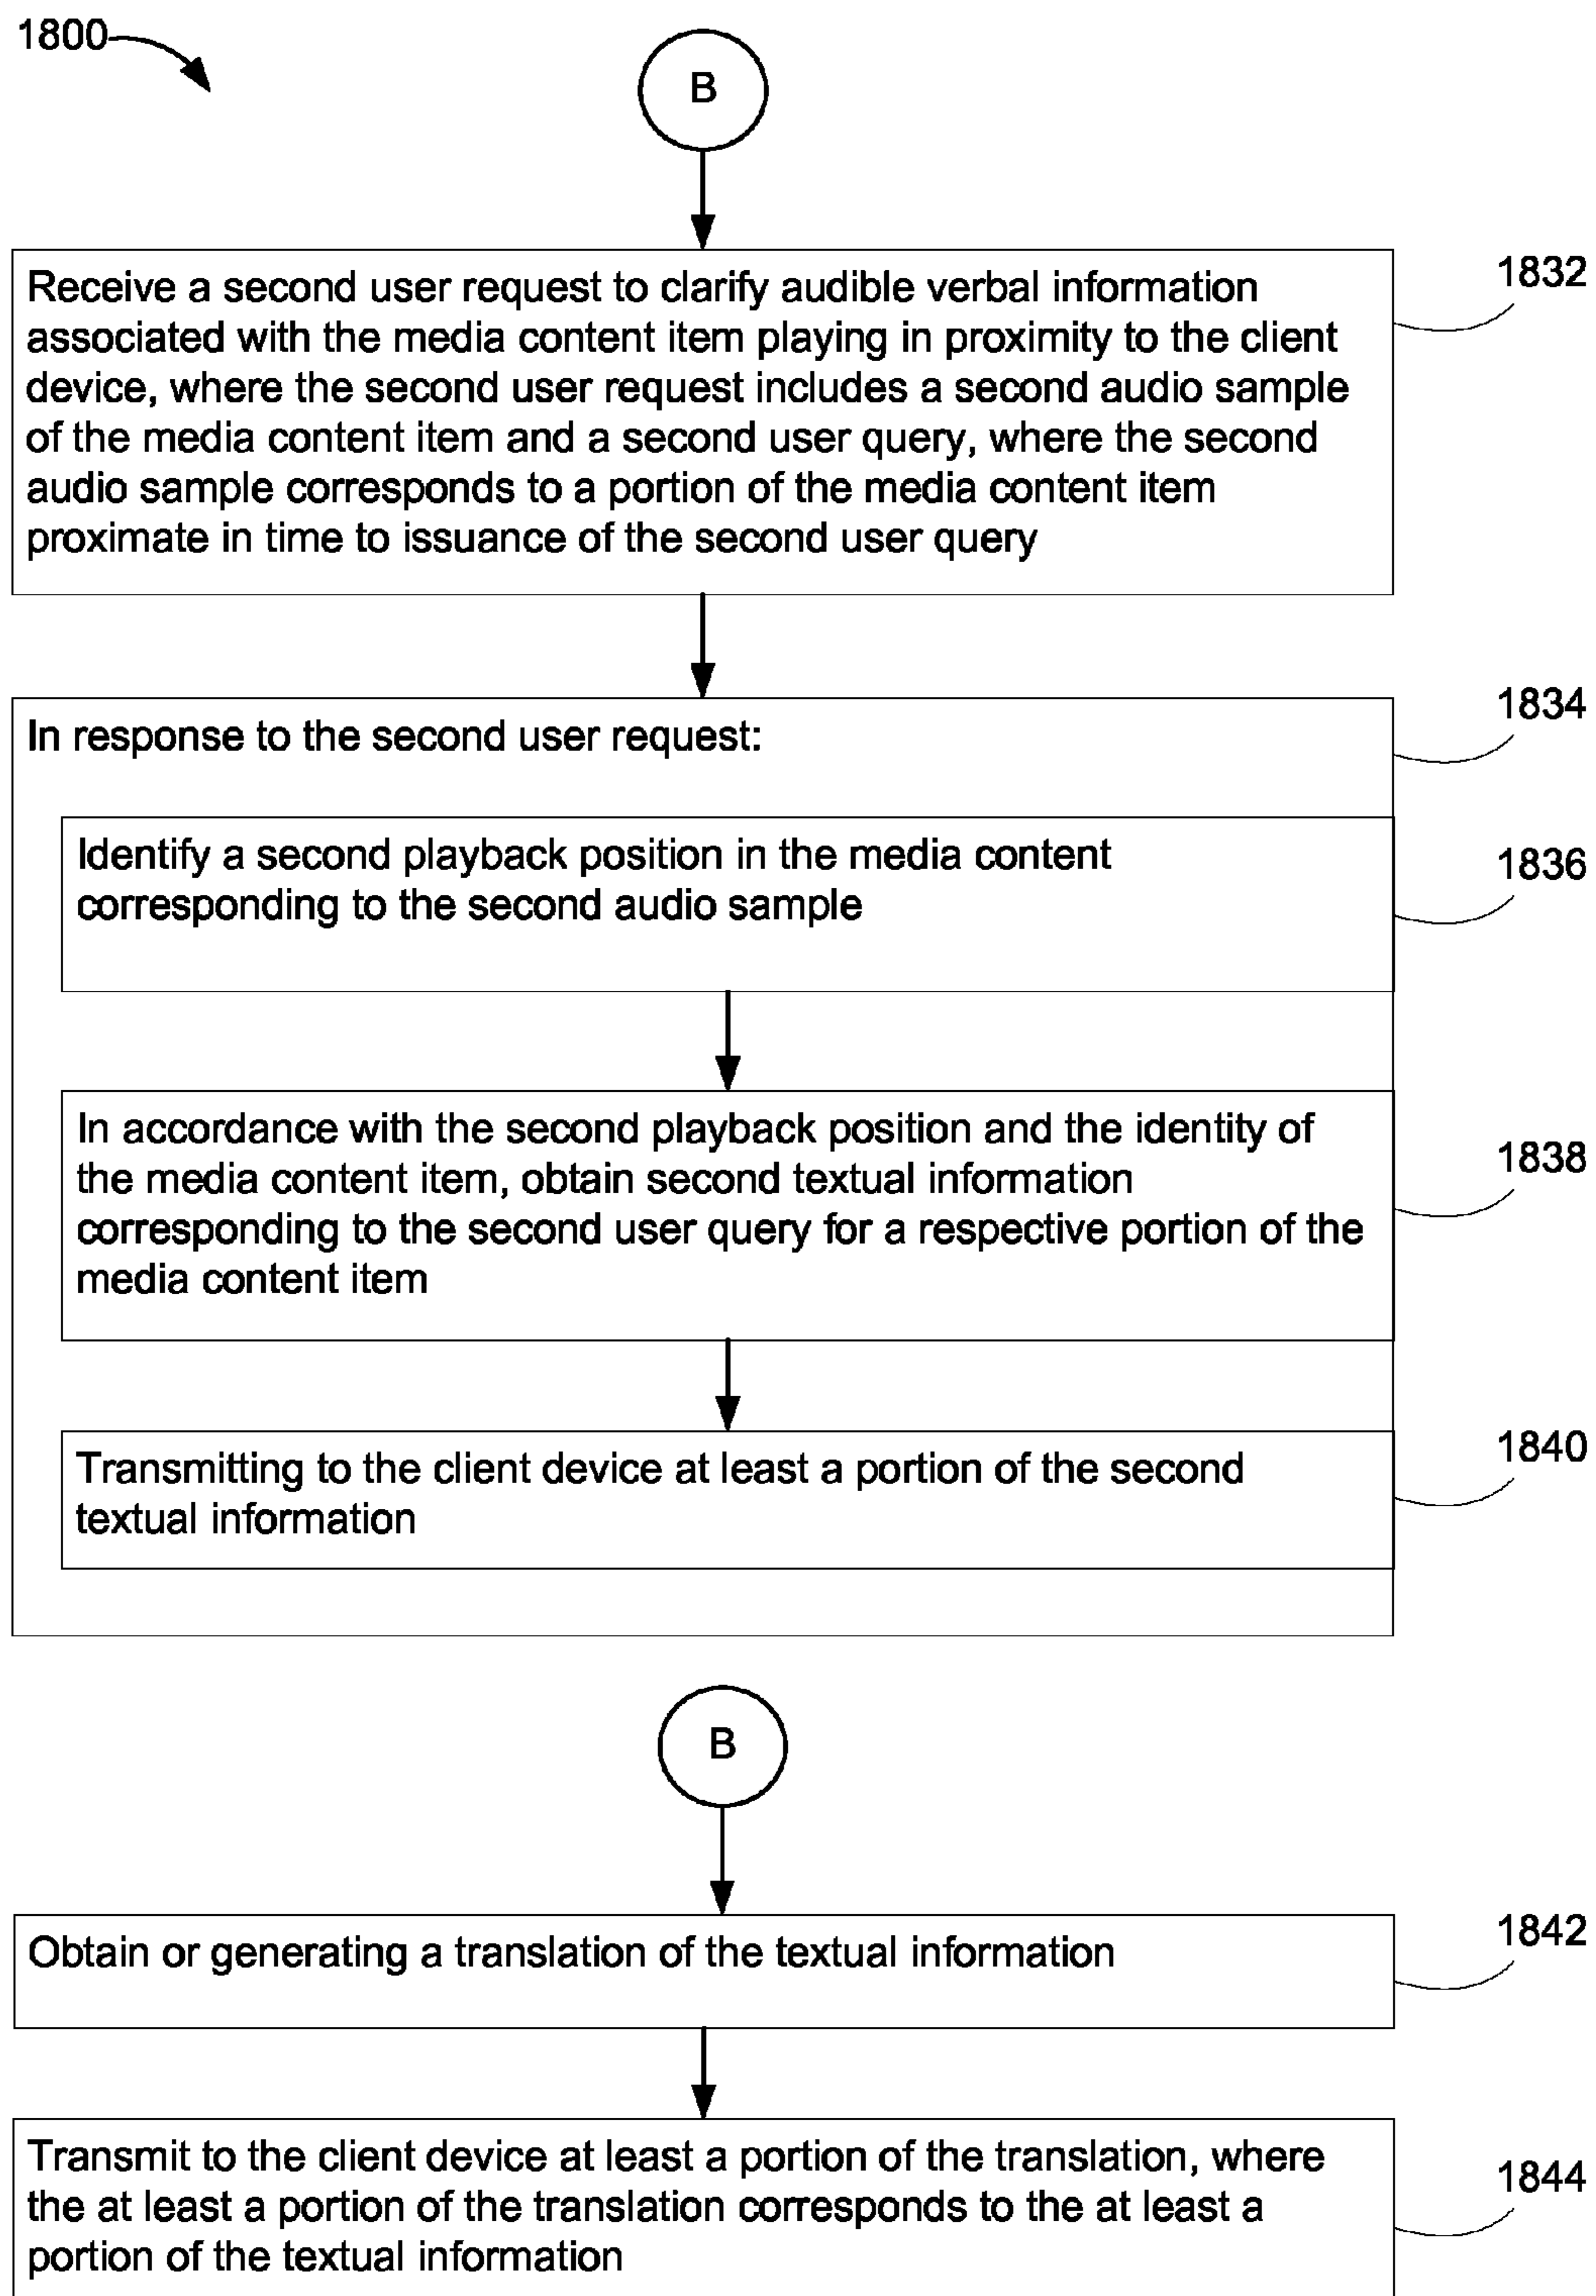 1800
B
Receive a second user request to clarify audible verbal information
associated with the media content item playing in proximity to the client
device, where the second user request includes a second audio sample
of the media content item and a second user query, where the second
audio sample corresponds to a portion of the media content item
proximate in time to issuance of the second user query
1832
In response to the second user request:
1834
Identify a second playback position in the media content
corresponding to the second audio sample
1836
In accordance with the second playback position and the identity of
the media content item, obtain second textual information
corresponding to the second user query for a respective portion of the
media content item
1838
Transmitting to the client device at least a portion of the second
textual information
1840
B
Obtain or generating a translation of the textual information
1842
Transmit to the client device at least a portion of the translation, where
the at least a portion of the translation corresponds to the at least a
portion of the textual information
1844